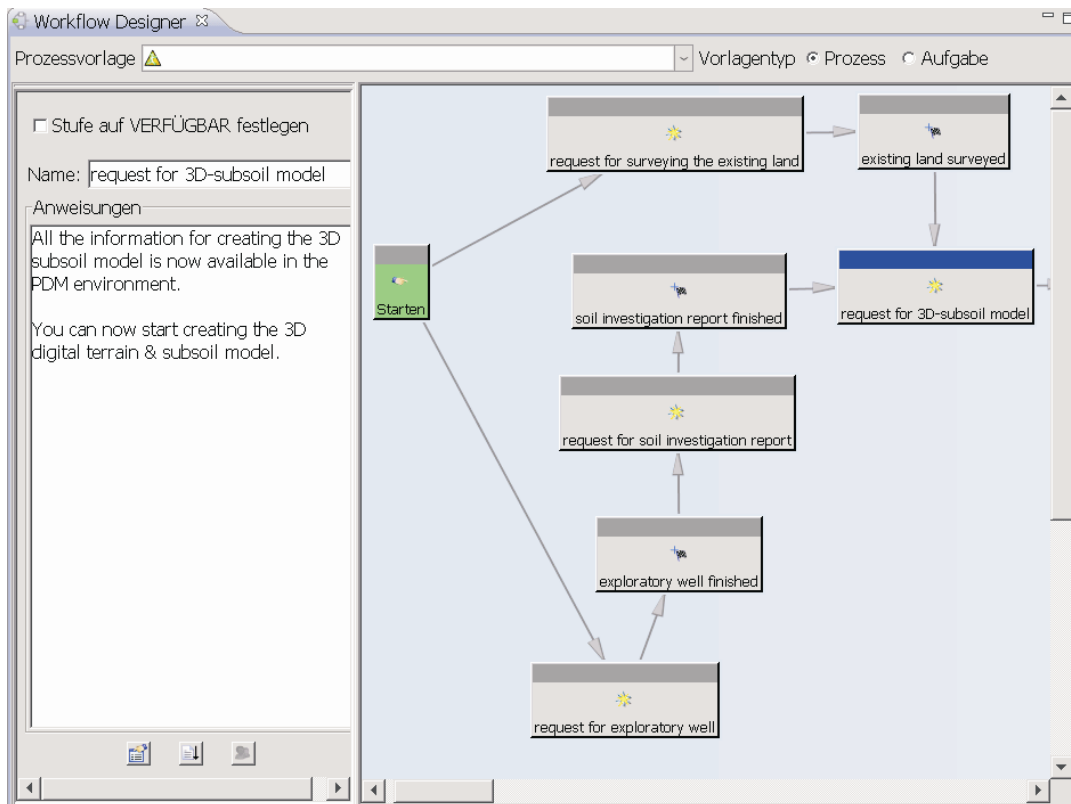 Workflow Designer
Prozessvorlage
Vorlagentyp Prozess Aufgabe
Stufe auf VERFÜGBAR festlegen
Name: request for 3D-subsoil model
Anweisungen
All the information for creating the 3D
subsoil model is now available in the
PDM environment.
You can now start creating the 3D
digital terrain & subsoil model.
request for surveying the existing land
existing land surveyed
Starten
soil investigation report finished
request for 3D-subsoil model
request for soil investigation report
exploratory well finished
request for exploratory well